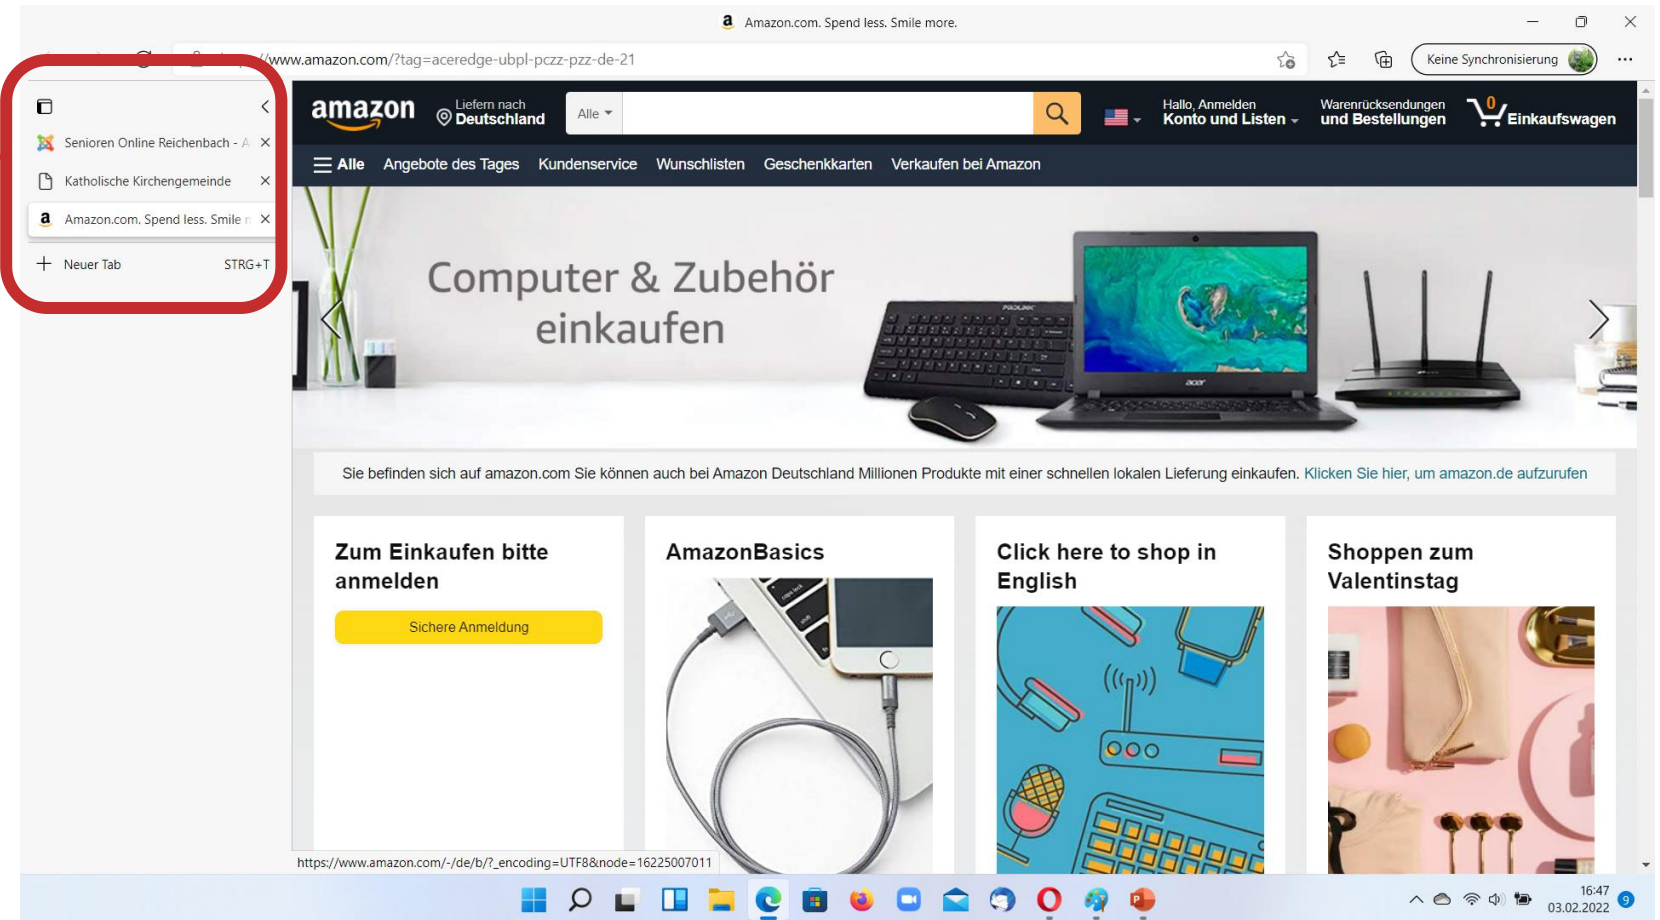 Amazon.com. Spend less. Smile more.
www.amazon.com/?tag=aceredge-ubpl-pczz-pzz-de-21
Keine Synchronisierung
Senioren Online Reichenbach - A
Katholische Kirchengemeinde
Amazon.com. Spend less. Smile
Neuer Tab STRG+T
amazon
Liefern nach
Deutschland
Alle
Hallo, Anmelden
Konto und Listen
Warenrücksendungen
und Bestellungen
0
Einkaufswagen
Alle Angebote des Tages Kundenservice Wunschlisten Geschenkkarten Verkaufen bei Amazon
Computer & Zubehör
einkaufen
acer
Sie befinden sich auf amazon.com Sie können auch bei Amazon Deutschland Millionen Produkte mit einer schnellen lokalen Lieferung einkaufen. Klicken Sie hier, um amazon.de aufzurufen
Zum Einkaufen bitte
anmelden
Sichere Anmeldung
AmazonBasics
caps lock
Click here to shop in
English
Shoppen zum
Valentinstag
https://www.amazon.com/-/de/b/?_encoding=UTF8&node=16225007011
16:47
03.02.2022
9